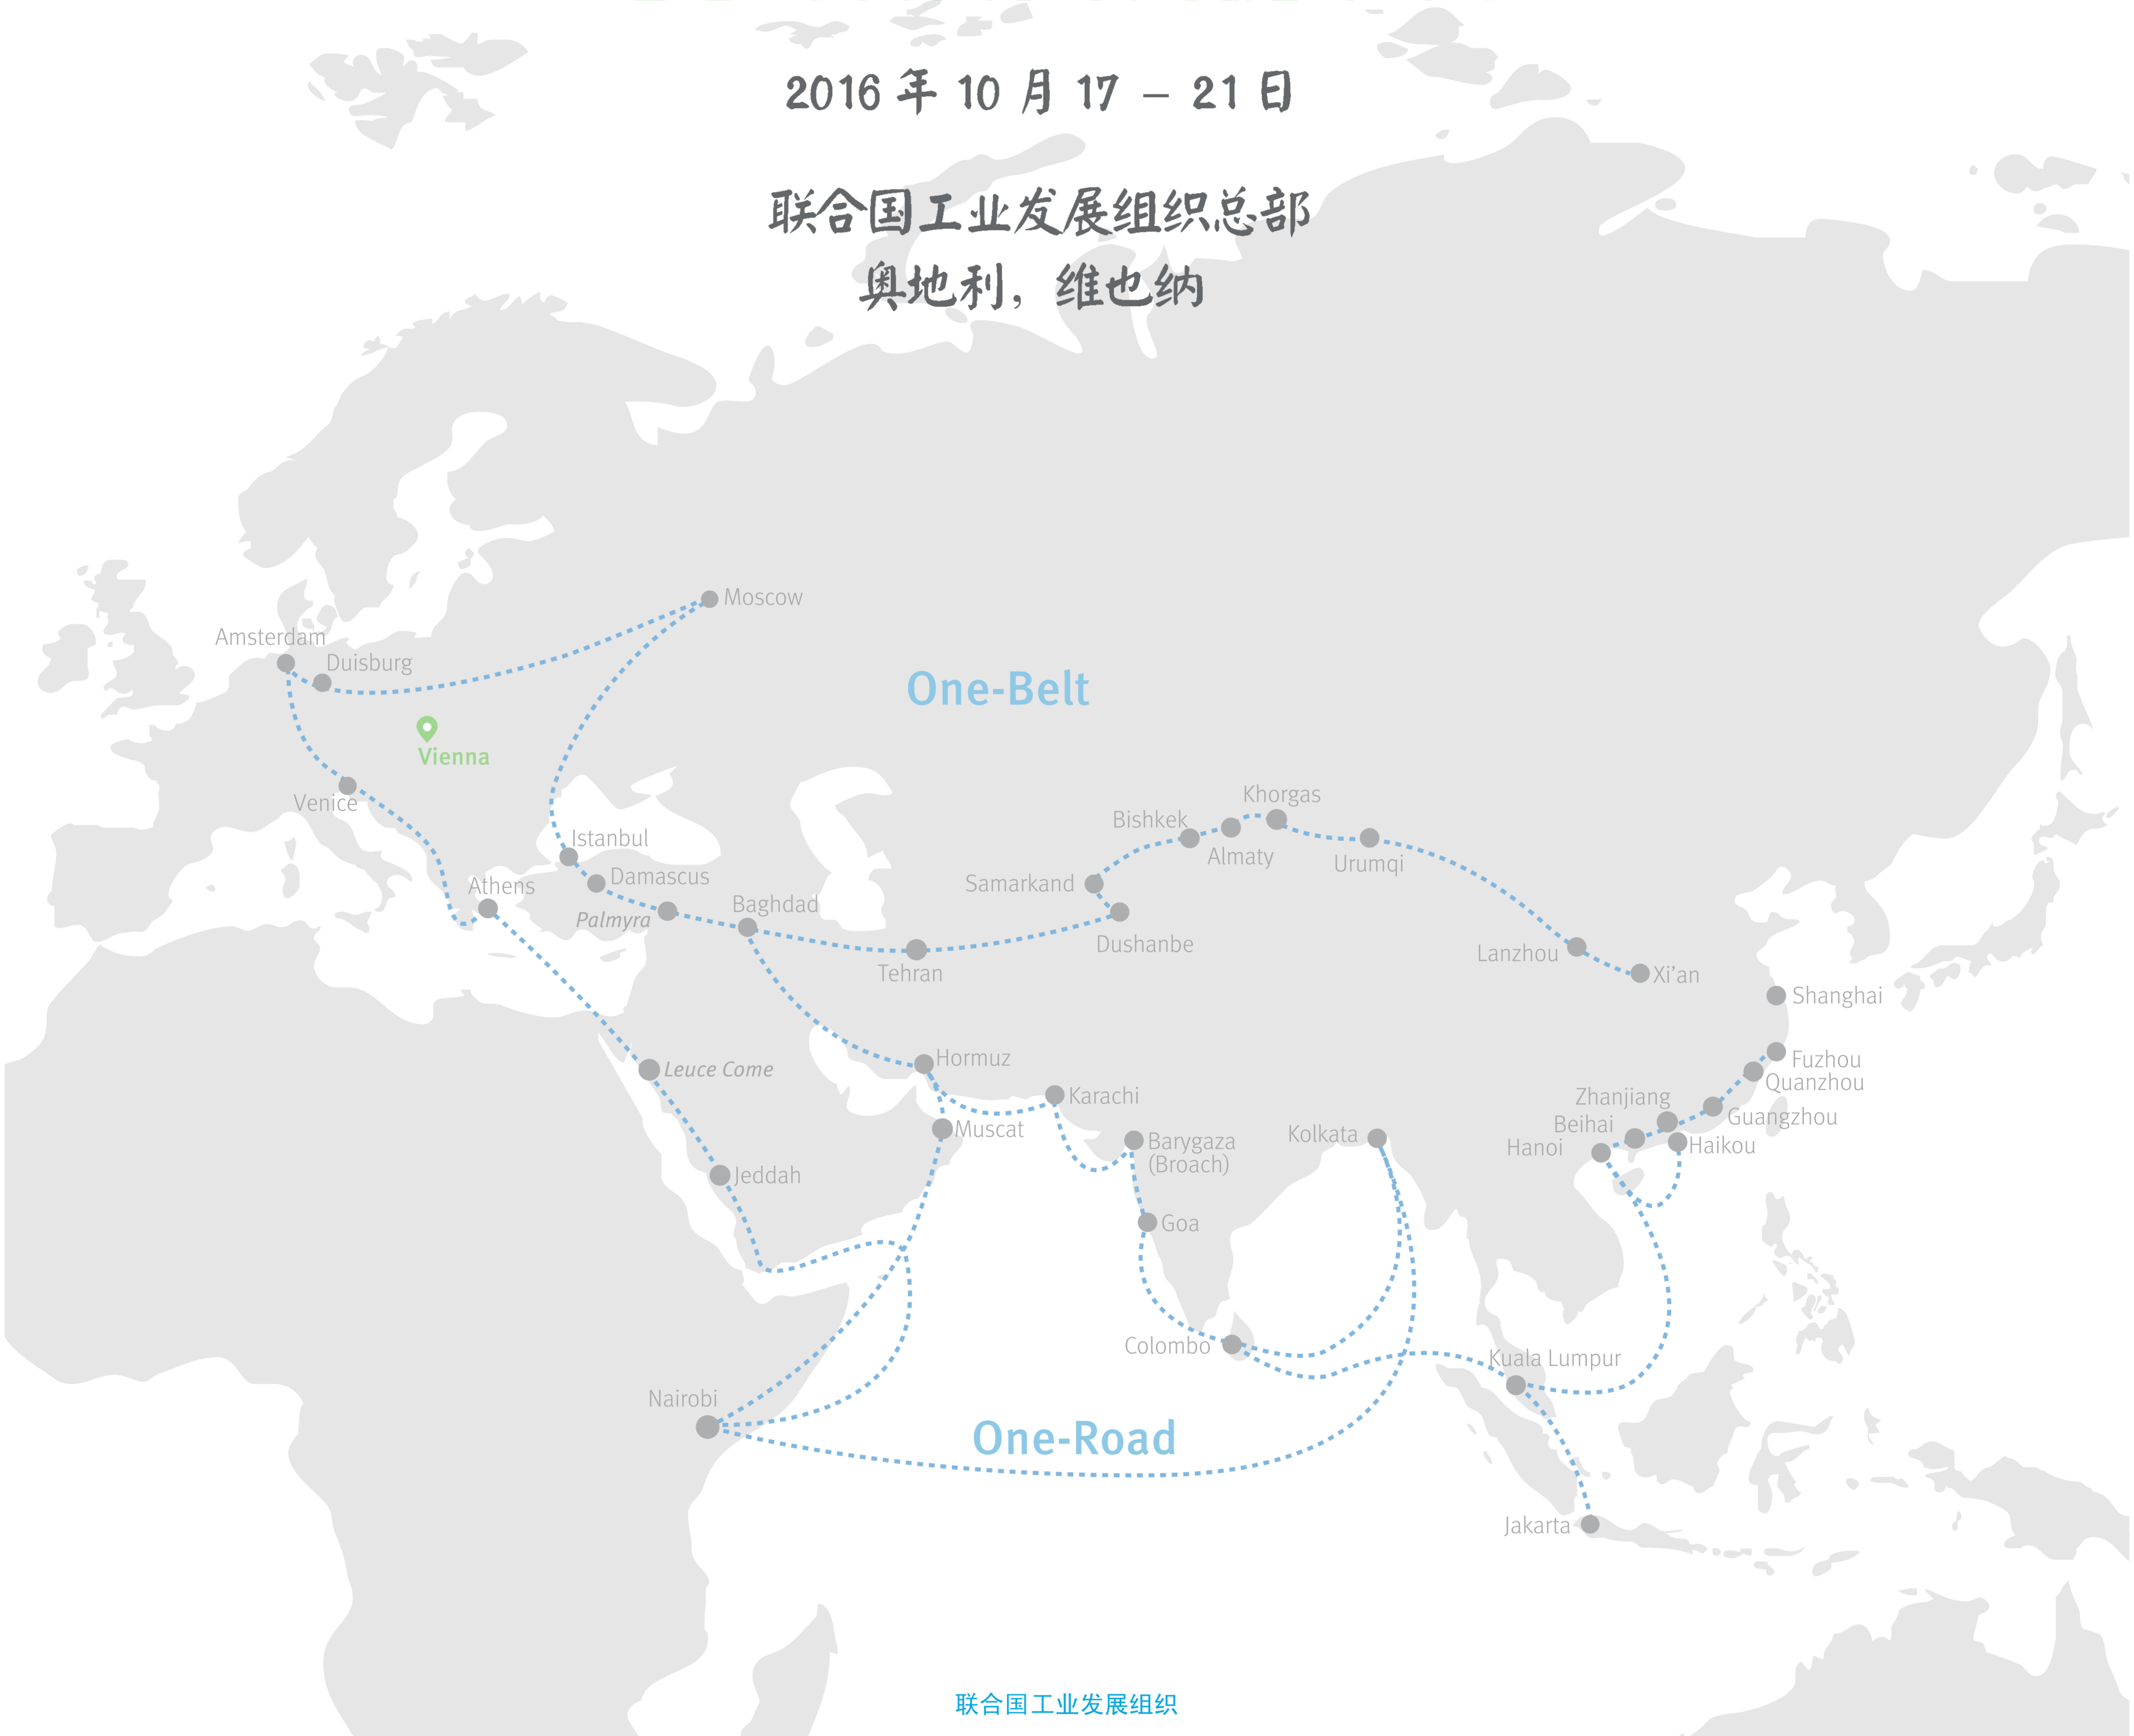 2016 年 10 月 17 – 21 日
联合国工业发展组织总部
奥地利，维也纳
Moscow
Amsterdam
Duisburg
One-Belt
Vienna
Venice
Khorgas
Bishkek
Istanbul
Almaty
Urumqi
Damascus
Samarkand
Athens
Baghdad
Palmyra
Dushanbe
Lanzhou
Tehran
Xi’an
Shanghai
Hormuz
Fuzhou
Leuce Come
Quanzhou
Karachi
Zhanjiang
Guangzhou
Beihai
Muscat
Kolkata
Barygaza
(Broach)
Hanoi
Haikou
Jeddah
Goa
Colombo
Kuala Lumpur
Nairobi
One-Road
Jakarta
联合国工业发展组织